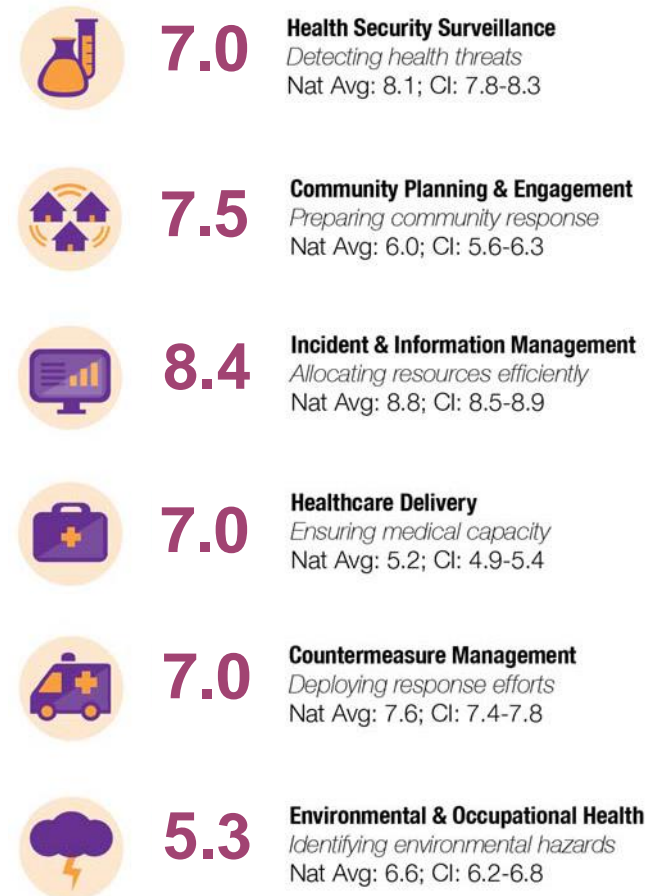 7.0
Health Security Surveillance
Detecting health threats
Nat Avg: 8.1; CI: 7.8-8.3
7.5
Community Planning & Engagement
Preparing community response
Nat Avg: 6.0; CI: 5.6-6.3
8.4
Incident & Information Management
Allocating resources efficiently
Nat Avg: 8.8; CI: 8.5-8.9
7.0
Healthcare Delivery
Ensuring medical capacity
Nat Avg: 5.2; CI: 4.9-5.4
7.0
Countermeasure Management
Deploying response efforts
Nat Avg: 7.6; CI: 7.4-7.8
5.3
Environmental & Occupational Health
Identifying environmental hazards
Nat Avg: 6.6; CI: 6.2-6.8